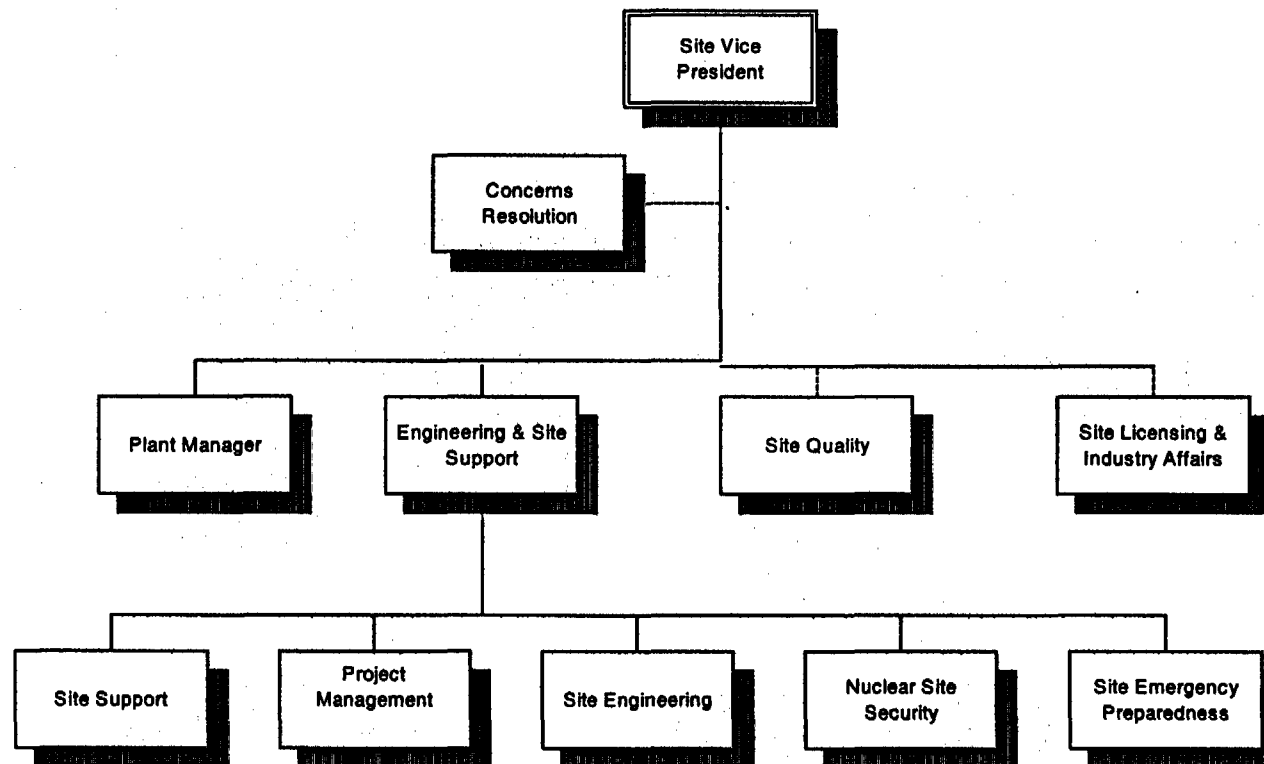 Site Vice
President
Concerns
Resolution
Plant Manager
Engineering & Site
Support
Site Quality
Site Licensing &
Industry Affairs
Site Support
Project
Management
Site Engineering
Nuclear Site
Security
Site Emergency
Preparedness